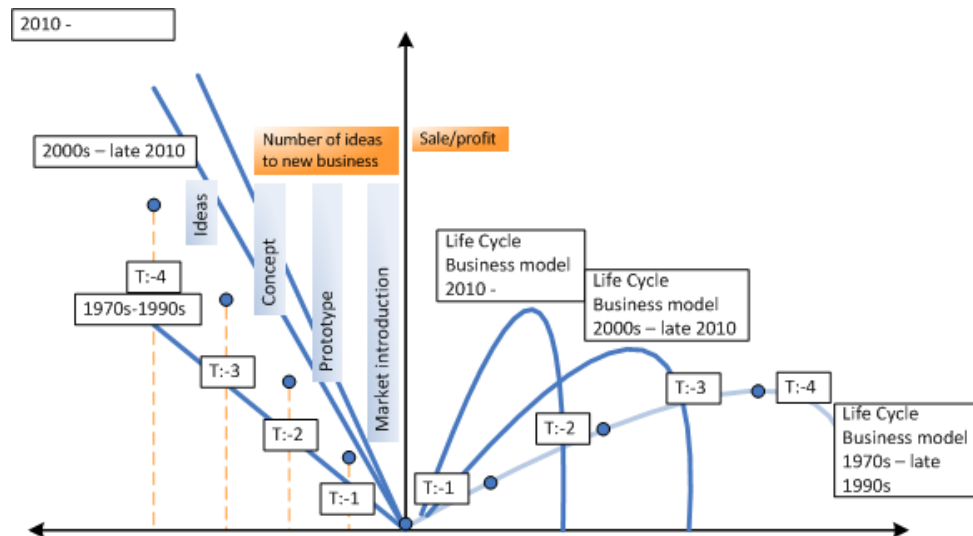 2010 -
Number of ideas
to new business
Sale/profit
2000s – late 2010
Ideas
Concept
Prototype
Market introduction
T:-4
1970s-1990s
T:-3
T:-2
T:-1
Life Cycle
Business model
2010 -
Life Cycle
Business model
2000s – late 2010
T:-1
T:-2
T:-3
T:-4
Life Cycle
Business model
1970s – late
1990s